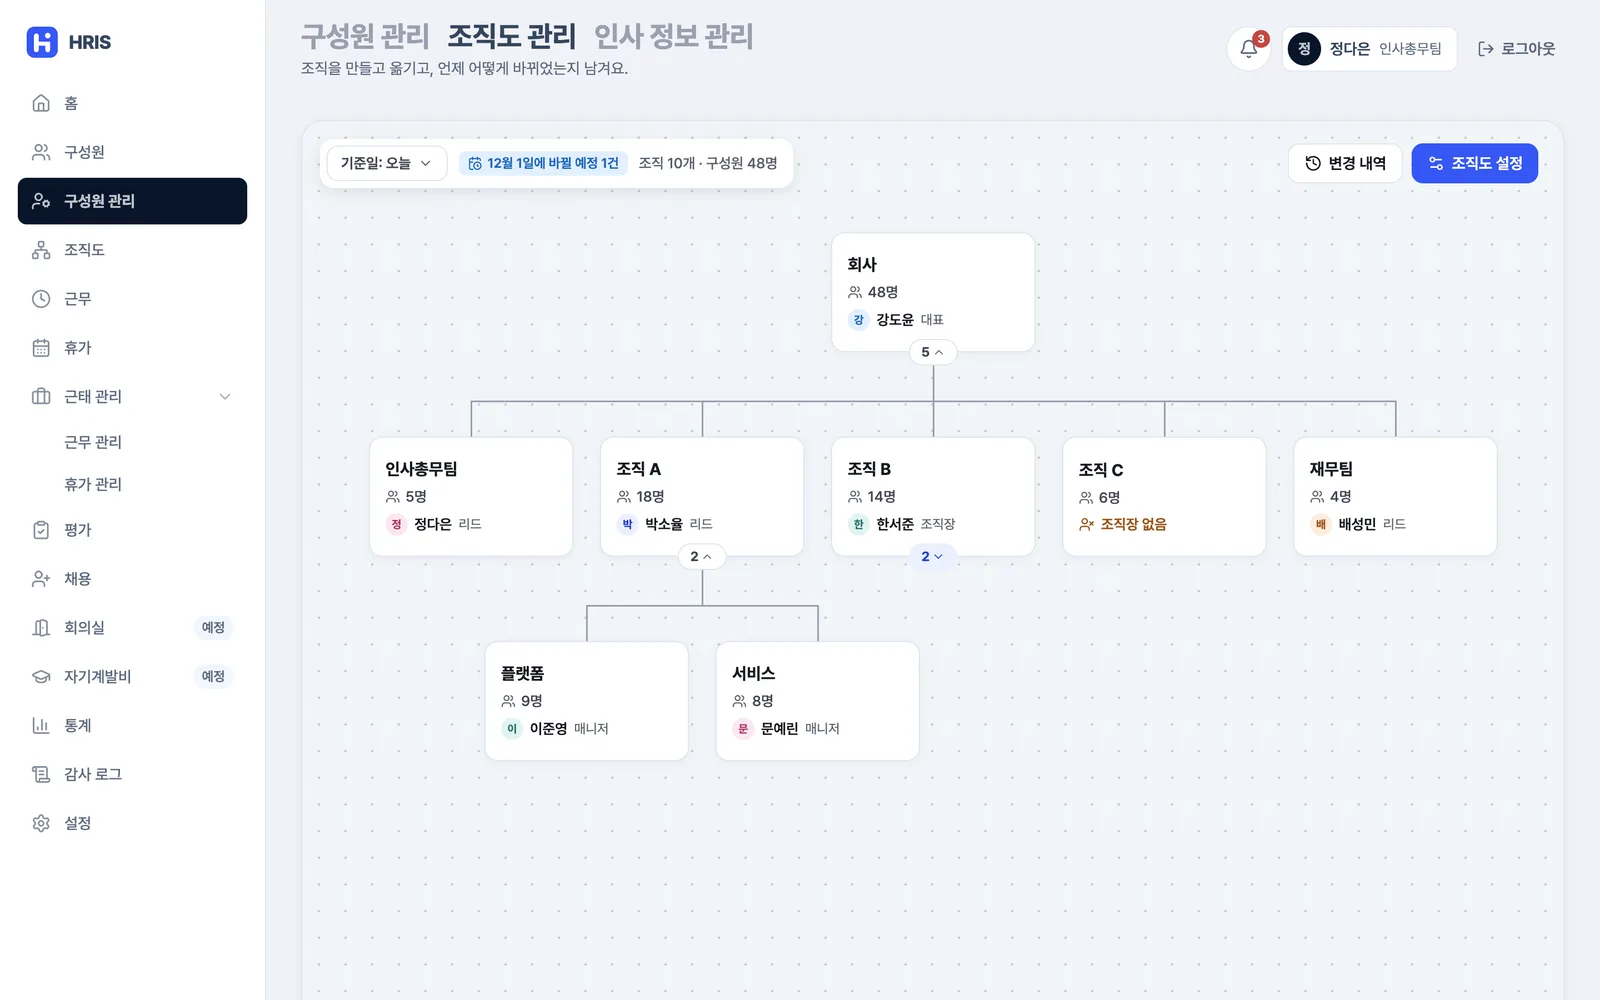 HRIS
홈
구성원
구성원 관리
조직도
근무
휴가
근태 관리
근무 관리
휴가 관리
평가
채용
회의실 예정
자기계발비 예정
통계
감사 로그
설정
구성원 관리 조직도 관리 인사 정보 관리
조직을 만들고 옮기고, 언제 어떻게 바뀌었는지 남겨요.
3
정 정다은 인사총무팀
로그아웃
기준일: 오늘
12월 1일에 바뀔 예정 1건
조직 10개 · 구성원 48명
변경 내역
조직도 설정
회사
48명
강 강도윤 대표
5
인사총무팀
5명
정 정다은 리드
조직 A
18명
박 박소율 리드
2
조직 B
14명
한 한서준 조직장
2
조직 C
6명
조직장 없음
재무팀
4명
배 배성민 리드
플랫폼
9명
이 이준영 매니저
서비스
8명
문 문예린 매니저